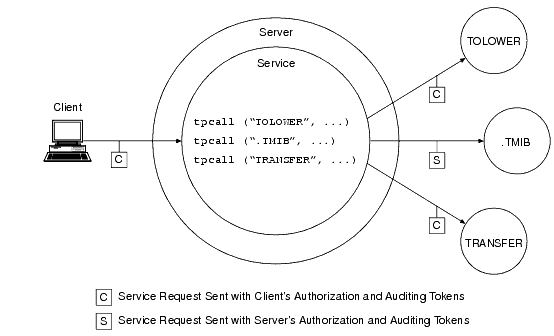 Server
Service
TOLOWER
C
Client
tpcall ("TOLOWER", ...)
tpcall (".TMIB", ...)
tpcall ("TRANSFER", ...)
C
S
.TMIB
C
TRANSFER
C Service Request Sent with Client's Authorization and Auditing Tokens
S Service Request Sent with Server's Authorization and Auditing Tokens